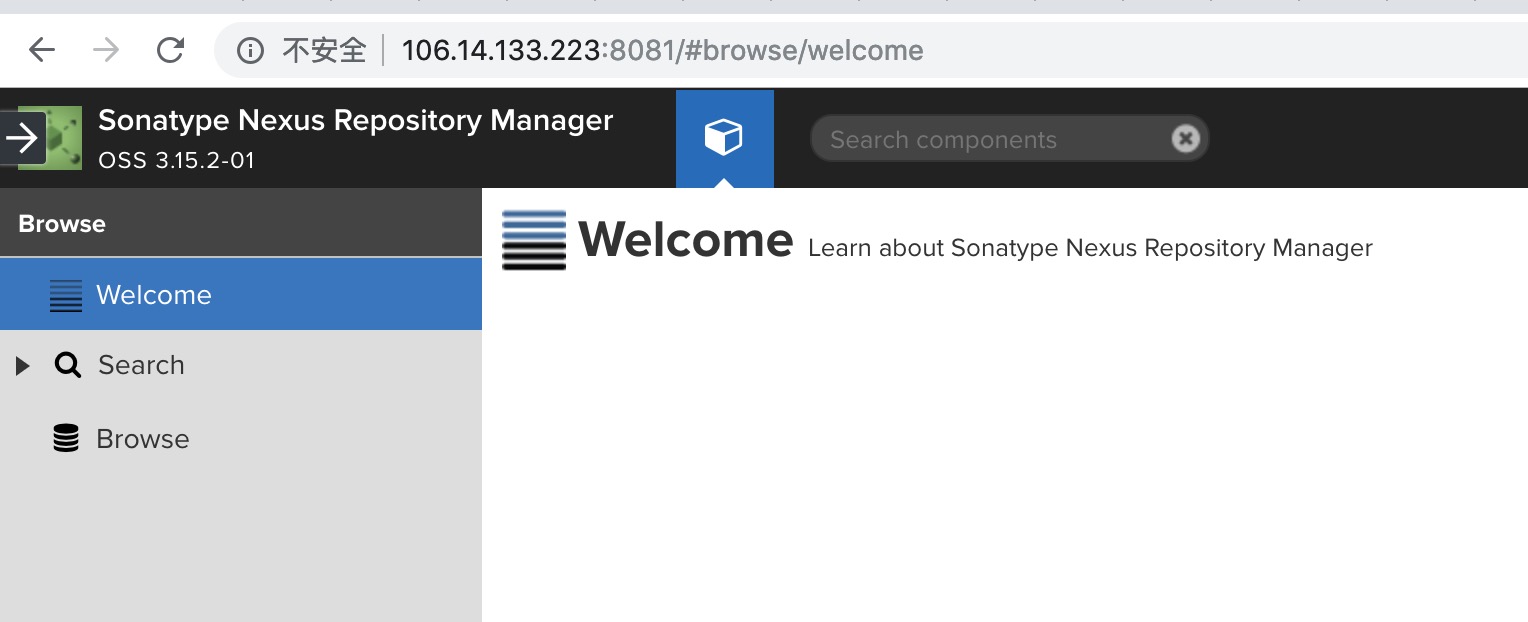 不安全 106.14.133.223:8081/#browse/welcome
Sonatype Nexus Repository Manager
OSS 3.15.2-01
Search components
Browse
Welcome
Search
Browse
Welcome Learn about Sonatype Nexus Repository Manager